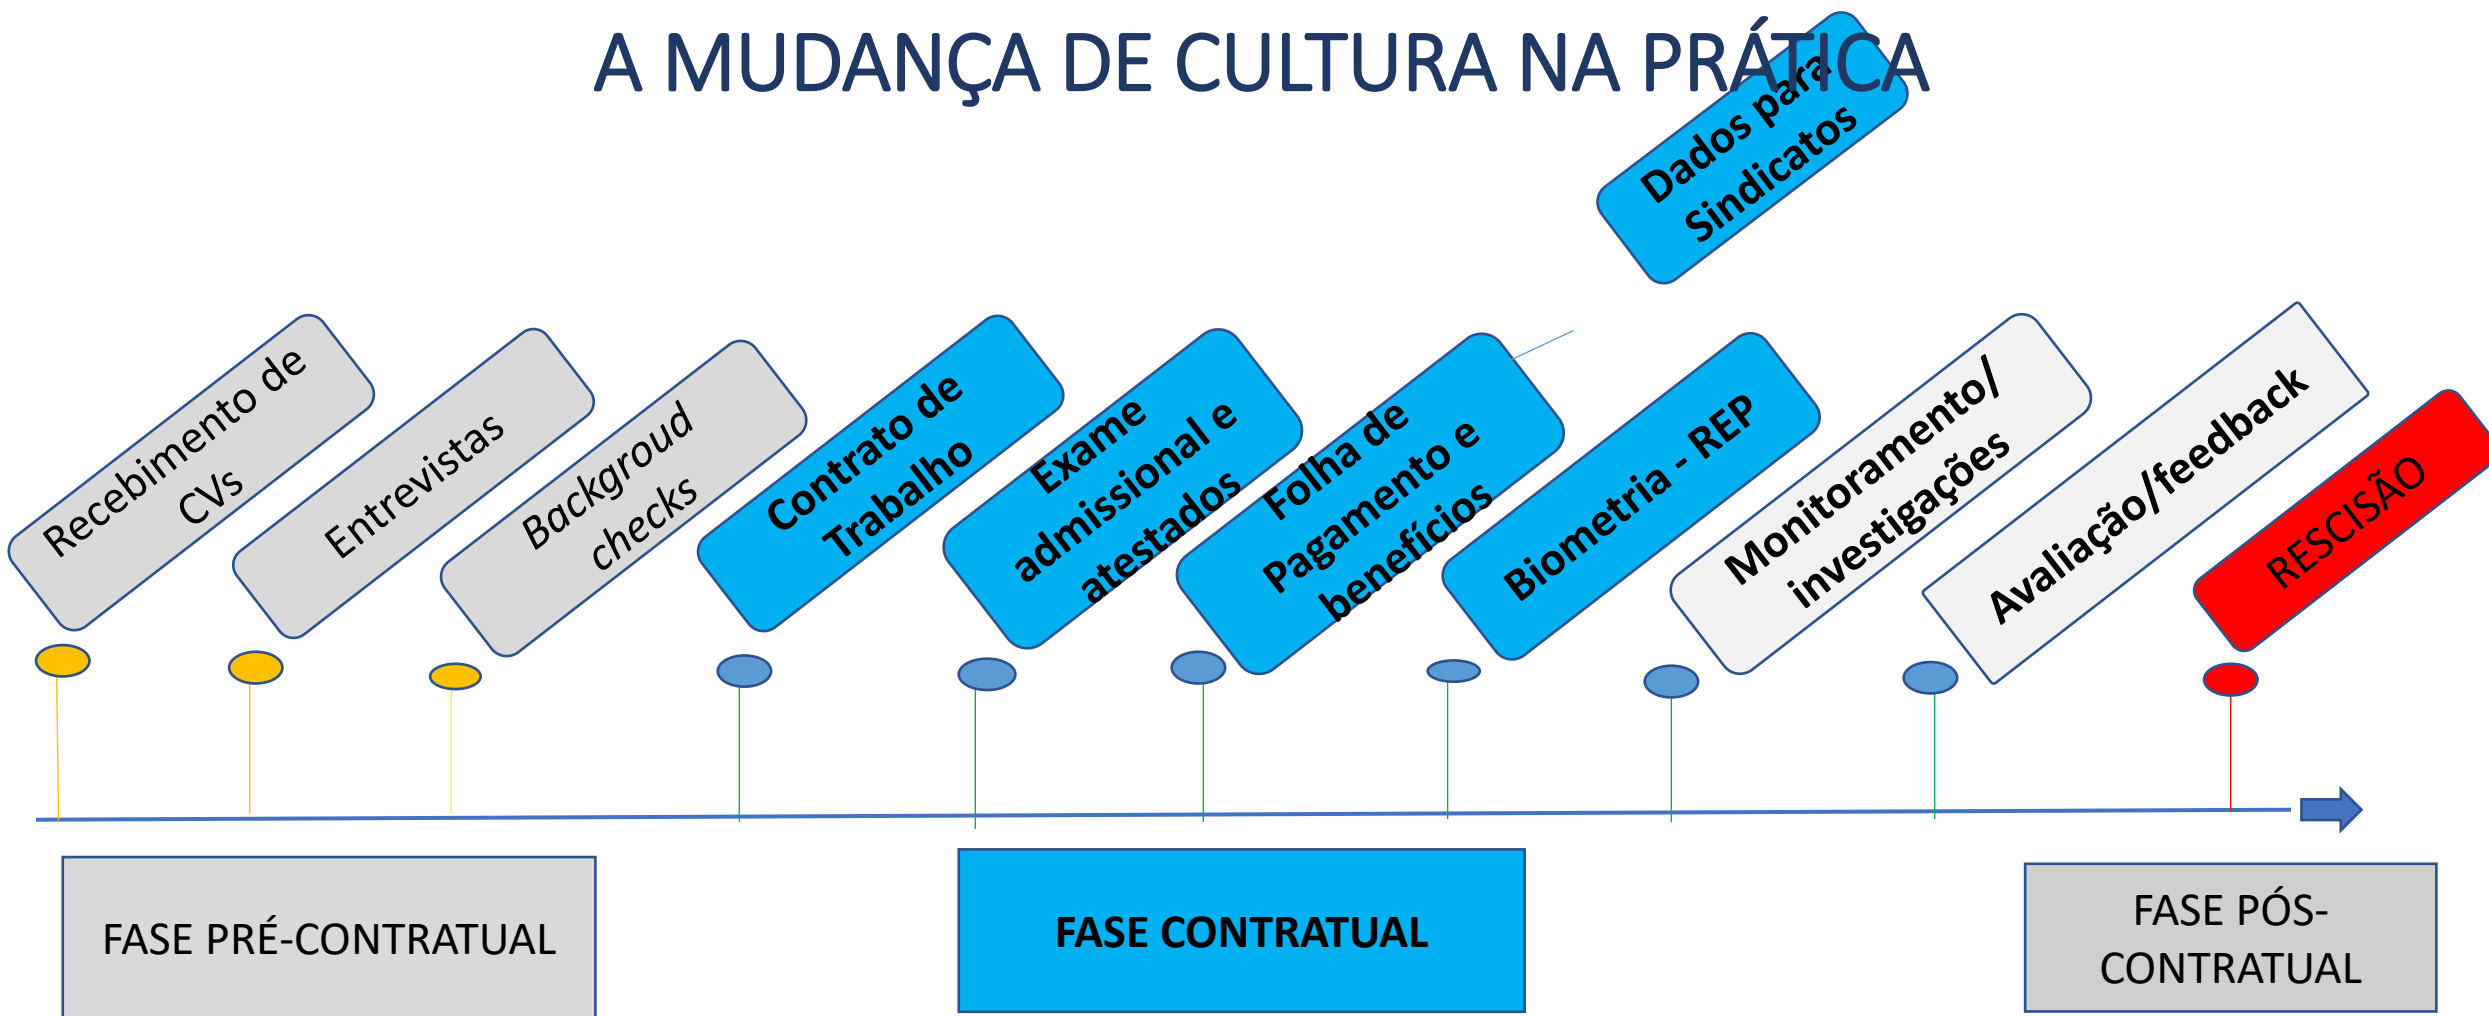 A MUDANÇA DE CULTURA NA PRÁTICA
Dados para
Sindicatos
Recebimento de
CVs
Entrevistas
Backgroud
checks
Contrato de
Trabalho
Exame
admissional e
atestados
Folha de
Pagamento e
benefícios
Biometria - REP
Monitoramento/
investigações
Avaliação/feedback
RESCISÃO
FASE PRÉ-CONTRATUAL
FASE CONTRATUAL
FASE PÓS-
CONTRATUAL